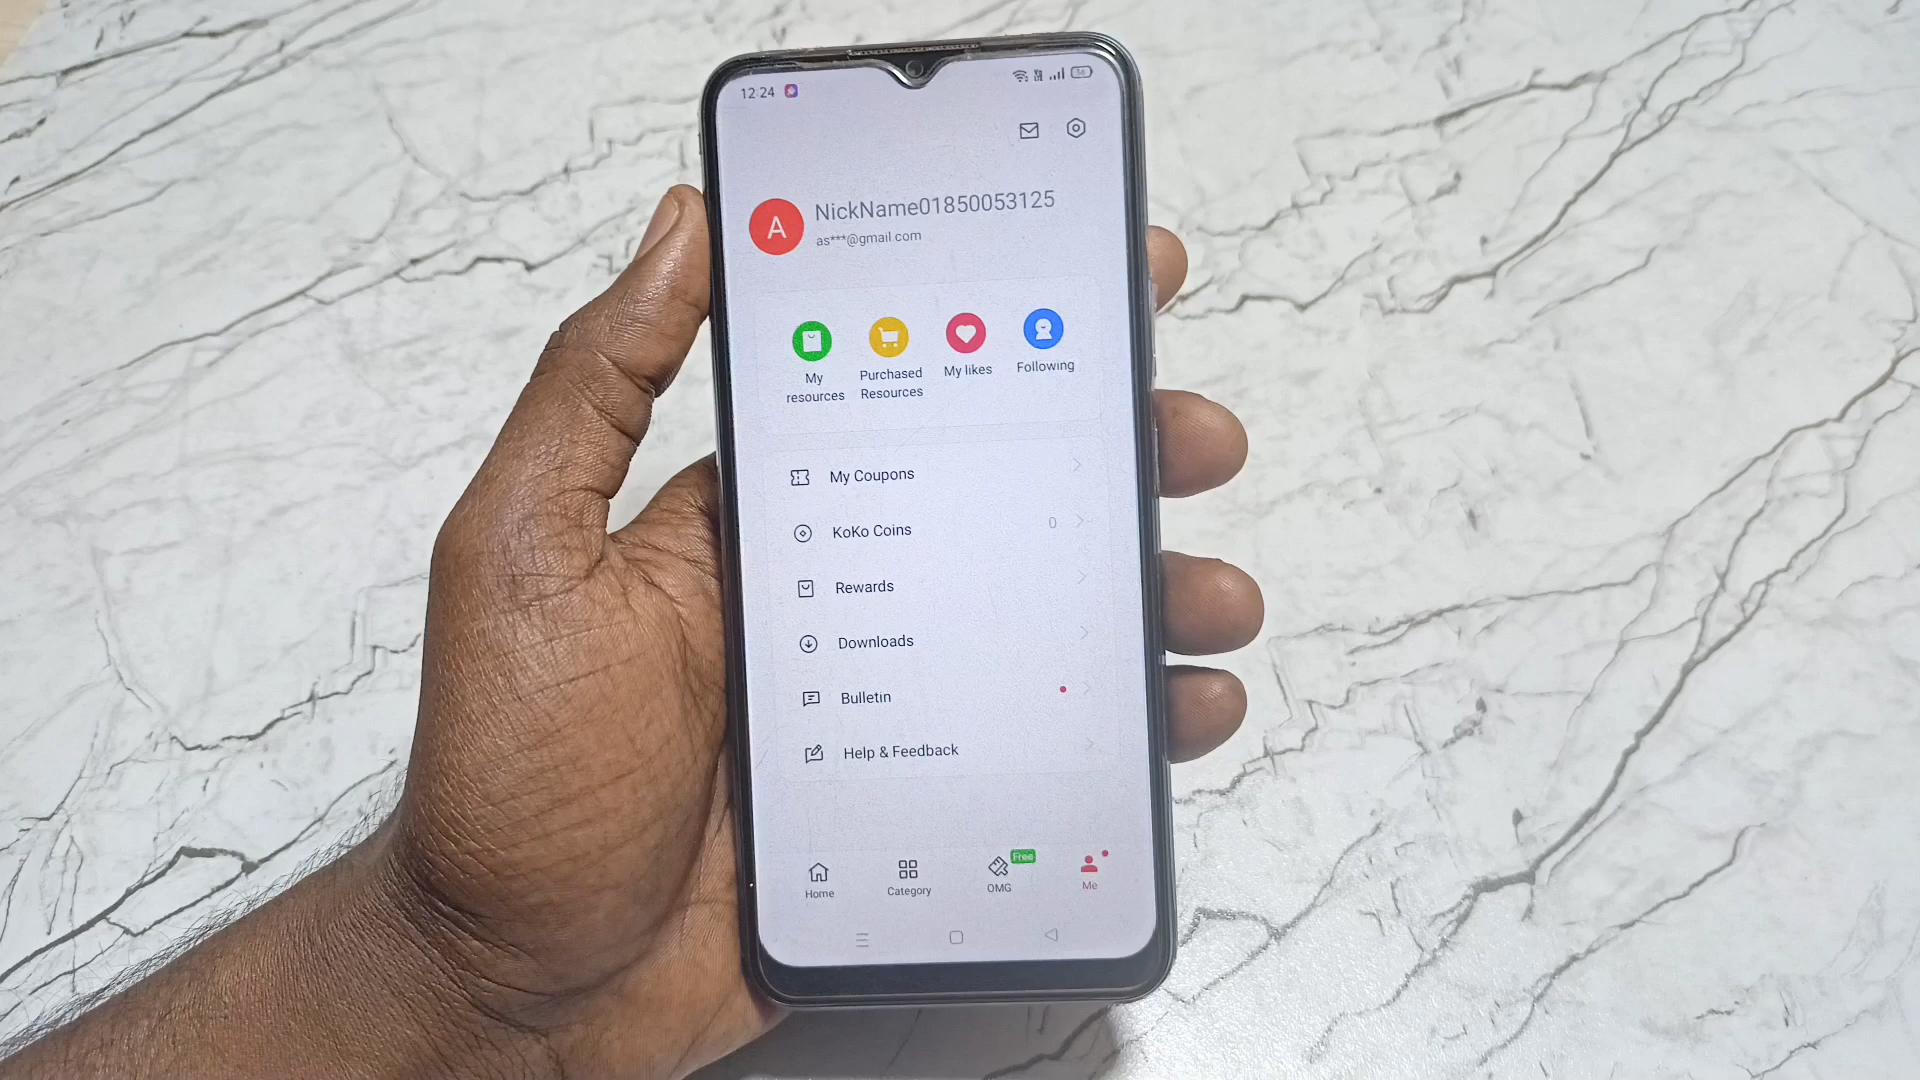 12:24
A
NickName01850053125
as***@gmail.com
My
resources
Purchased
Resources
My likes
Following
My Coupons
KoKo Coins
0
Rewards
Downloads
Bulletin
Help & Feedback
Home
Category
Free
OMG
Me